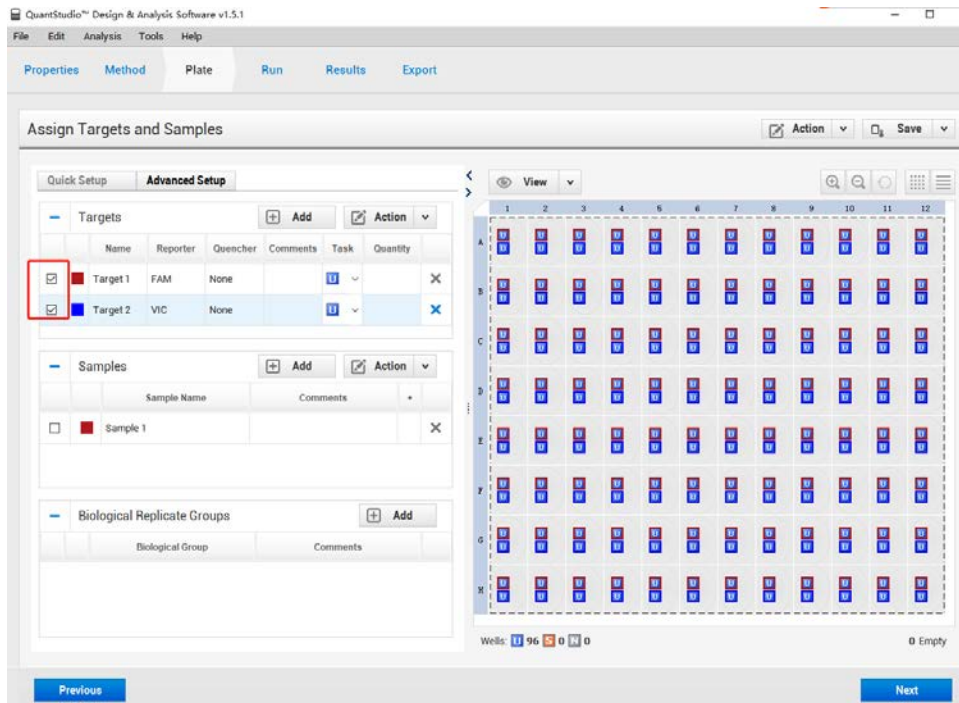 QuantStudio™ Design & Analysis Software v1.5.1
File Edit Analysis Tools Help
Properties Method Plate Run Results Export
Assign Targets and Samples
Action Save
Quick Setup Advanced Setup
Targets
Add Action
Name Reporter Quencher Comments Task Quantity
Target 1 FAM None U
Target 2 VIC None U
Samples
Add Action
Sample Name Comments
Sample 1
Biological Replicate Groups
Add
Biological Group Comments
View
1 2 3 4 5 6 7 8 9 10 11 12
A U U U U U U U U U U U U
U U U U U U U U U U U U
B U U U U U U U U U U U U
U U U U U U U U U U U U
C U U U U U U U U U U U U
U U U U U U U U U U U U
D U U U U U U U U U U U U
U U U U U U U U U U U U
E U U U U U U U U U U U U
U U U U U U U U U U U U
F U U U U U U U U U U U U
U U U U U U U U U U U U
G U U U U U U U U U U U U
U U U U U U U U U U U U
H U U U U U U U U U U U U
U U U U U U U U U U U U
Wells: U 96 S 0 N 0
0 Empty
Previous
Next